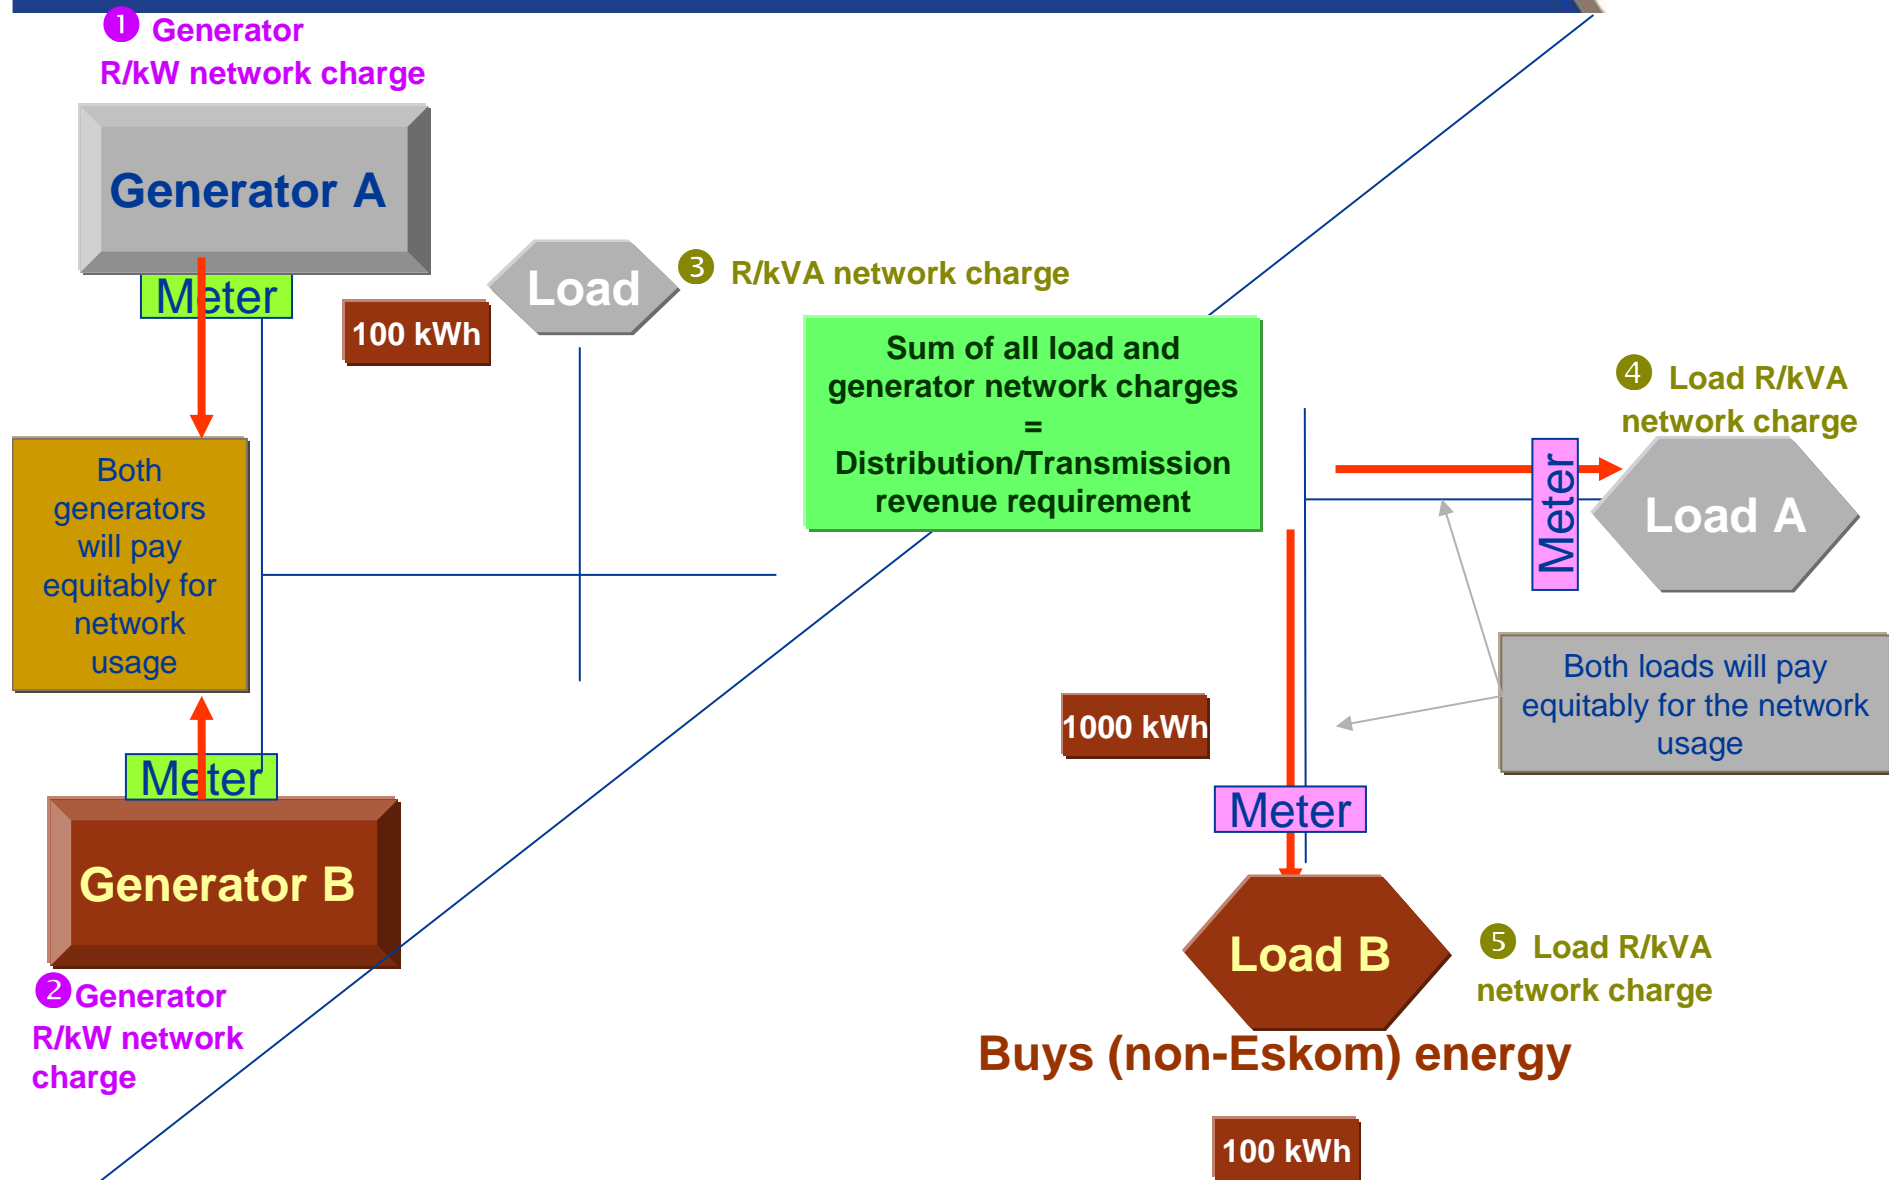 ❶ Generator
R/kW network charge
Generator A
Meter
100 kWh
Load
❸ R/kVA network charge
Sum of all load and
generator network charges
=
Distribution/Transmission
revenue requirement
❹ Load R/kVA
network charge
Meter
Load A
Both
generators
will pay
equitably for
network
usage
Both loads will pay
equitably for the network
usage
1000 kWh
Meter
Meter
Generator B
Load B
❺ Load R/kVA
network charge
❷Generator
R/kW network
charge
Buys (non-Eskom) energy
100 kWh